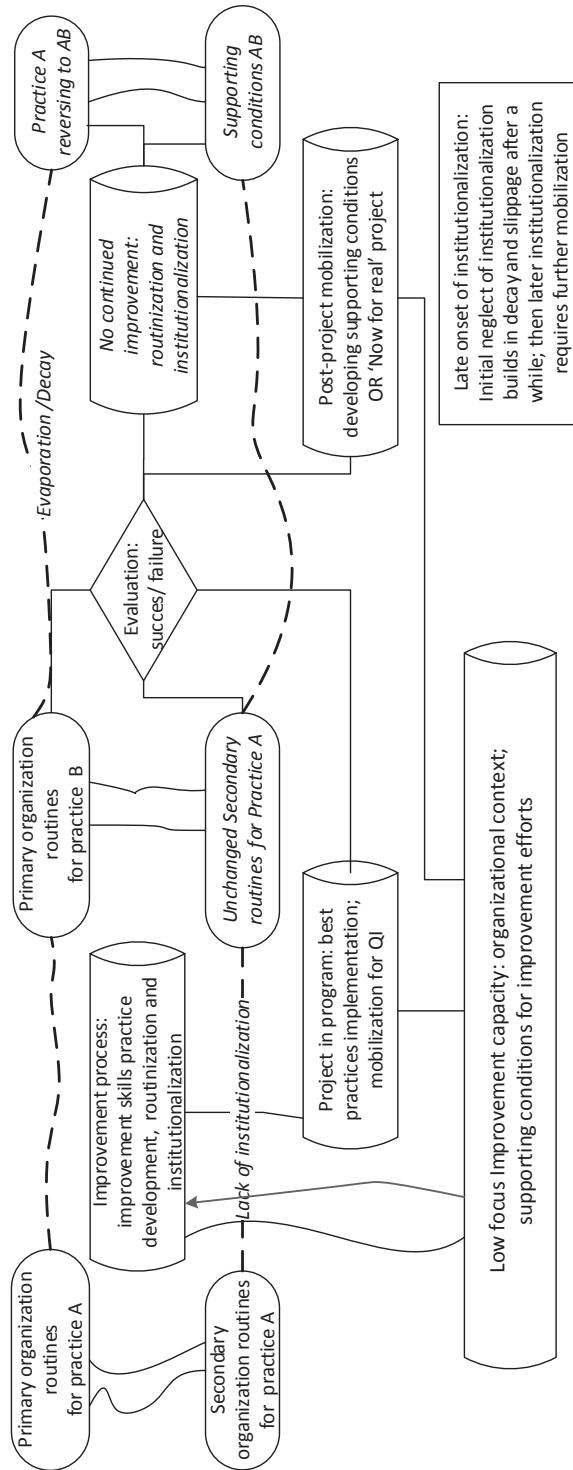 Primary organization
routines
for practice A
Primary organization
routines
for practice B
Practice A
reversing to AB
Evaporation /Decay
Improvement process:
improvement skills practice
development, routinization and
institutionalization
Evaluation:
succes/ failure
No continued
improvement:
routinization and
institutionalization
Secondary
organization routines
for practice A
Lack of institutionalization
Unchanged Secondary
routines for Practice A
Supporting
conditions AB
Project in program: best
practices implementation;
mobilization for QI
Post-project mobilization:
developing supporting conditions
OR ‘Now for real’ project
Low focus Improvement capacity: organizational context;
supporting conditions for improvement efforts
Late onset of institutionalization:
Initial neglect of institutionalization
builds in decay and slippage after a
while; then later institutionalization
requires further mobilization